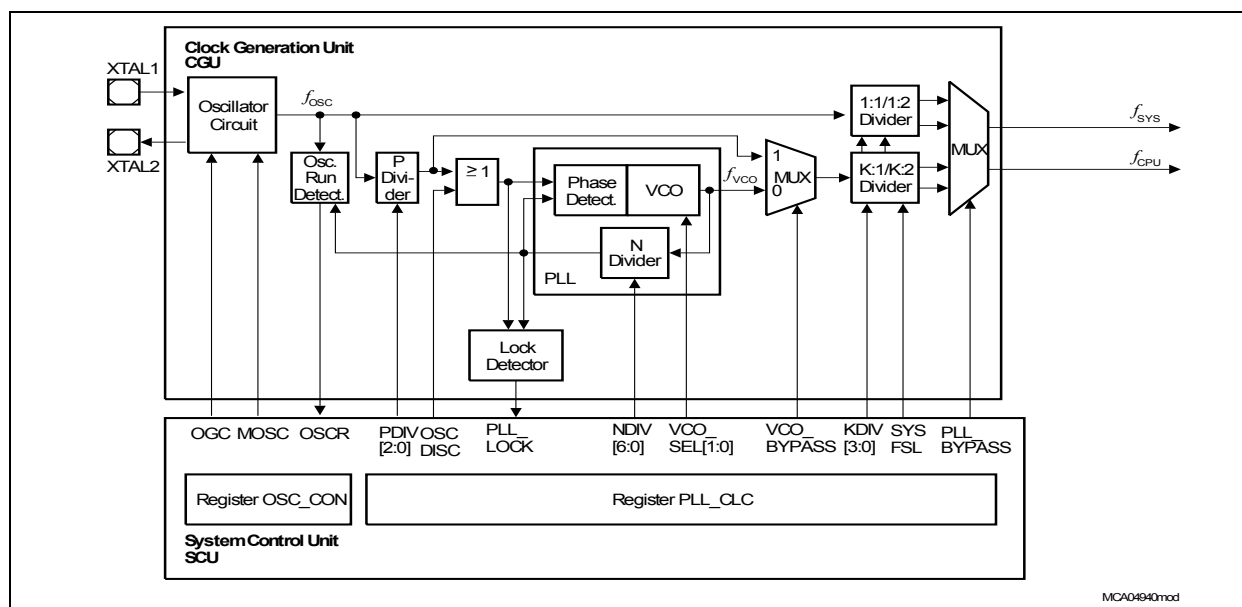 Clock Generation Unit
CGU
XTAL1
XTAL2
Oscillator
Circuit
fOSC
Osc.
Run
Detect.
P
Divi-
der
≥ 1
Phase
Detect.
VCO
fVCO
N
Divider
PLL
Lock
Detector
1
MUX
0
1:1/1:2
Divider
K:1/K:2
Divider
MUX
fSYS
fCPU
OGC
MOSC
OSCR
PDIV
[2:0]
OSC
DISC
PLL_
LOCK
NDIV
[6:0]
VCO_
SEL[1:0]
VCO_
BYPASS
KDIV
[3:0]
SYS
FSL
PLL_
BYPASS
Register OSC_CON
Register PLL_CLC
System Control Unit
SCU
MCA04940mod